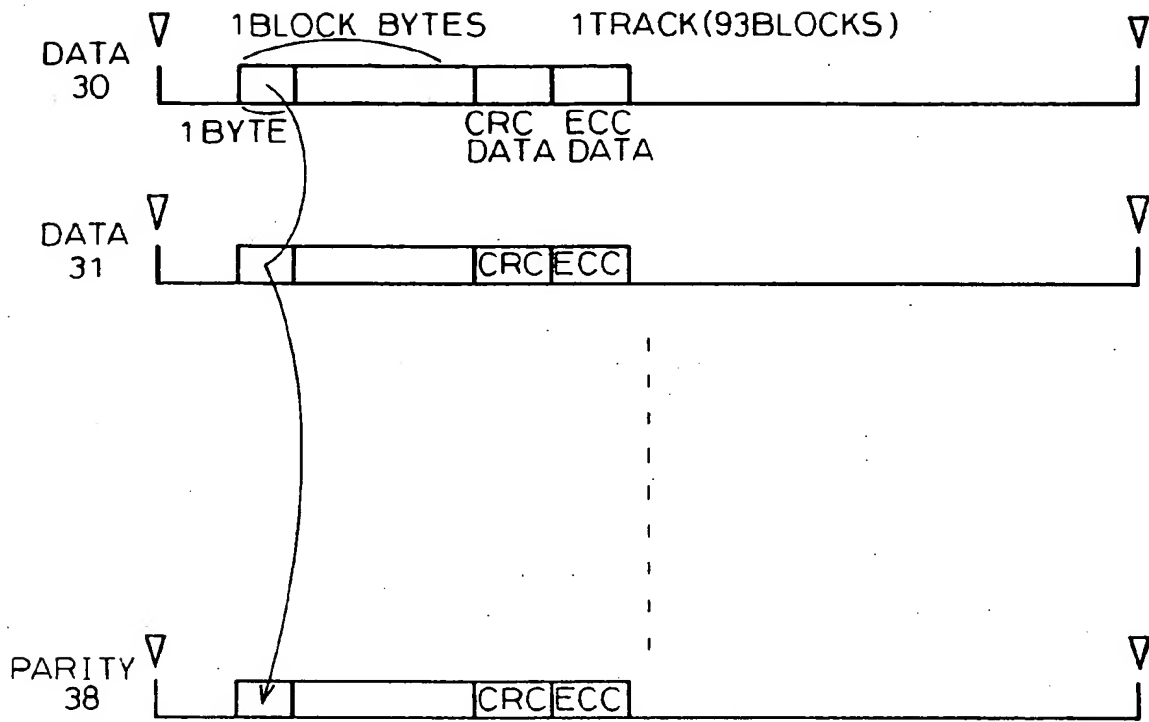 1BLOCK BYTES 1TRACK(93BLOCKS)
DATA
30
1BYTE
CRC
DATA
ECC
DATA
DATA
31
CRC ECC
PARITY
38
CRC ECC